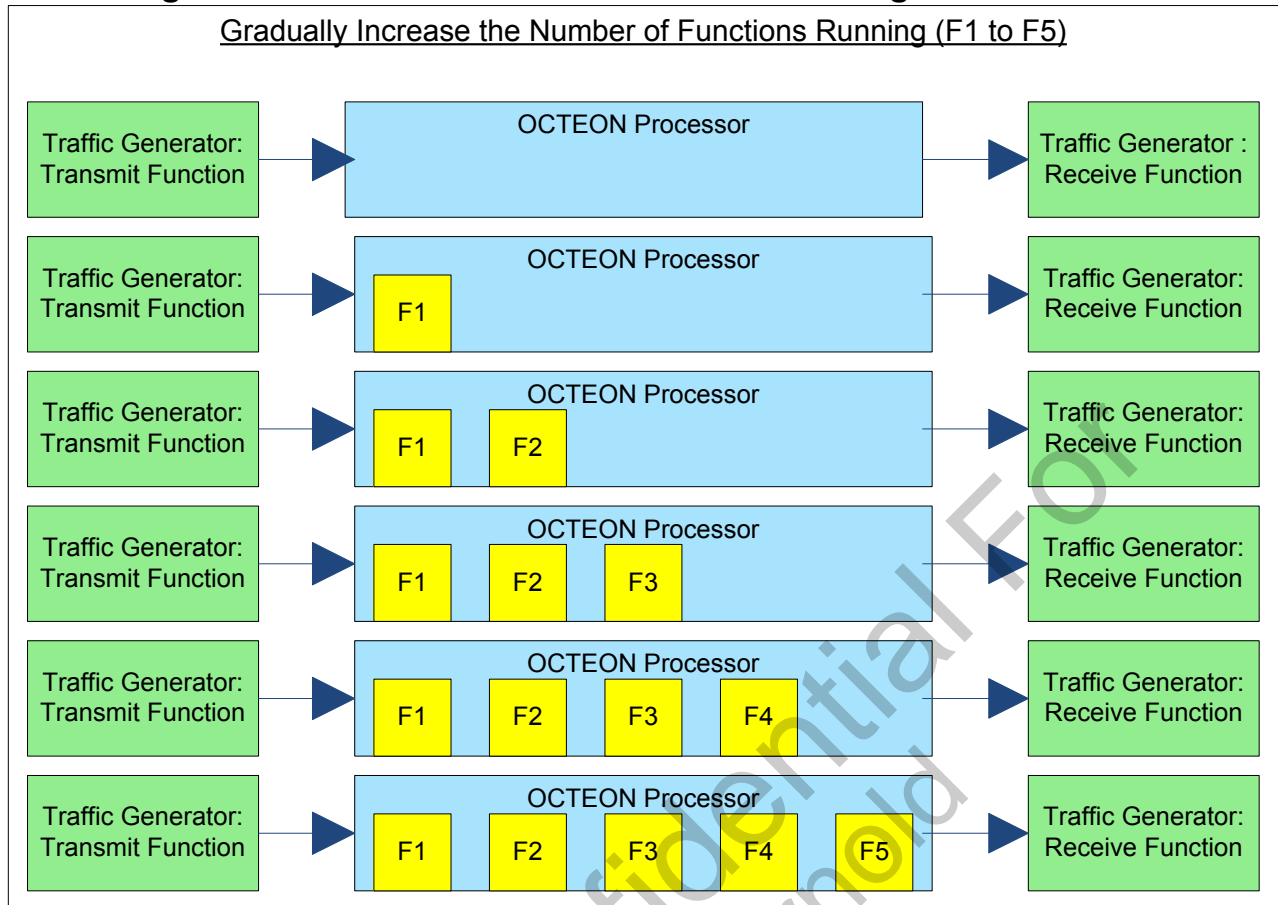 Gradually Increase the Number of Functions Running (F1 to F5)
Traffic Generator:
Transmit Function
OCTEON Processor
Traffic Generator :
Receive Function
Traffic Generator:
Transmit Function
OCTEON Processor
F1
Traffic Generator:
Receive Function
Traffic Generator:
Transmit Function
OCTEON Processor
F1 F2
Traffic Generator:
Receive Function
Traffic Generator:
Transmit Function
OCTEON Processor
F1 F2 F3
Traffic Generator:
Receive Function
Traffic Generator:
Transmit Function
OCTEON Processor
F1 F2 F3 F4
Traffic Generator:
Receive Function
Traffic Generator:
Transmit Function
OCTEON Processor
F1 F2 F3 F4 F5
Traffic Generator:
Receive Function
For